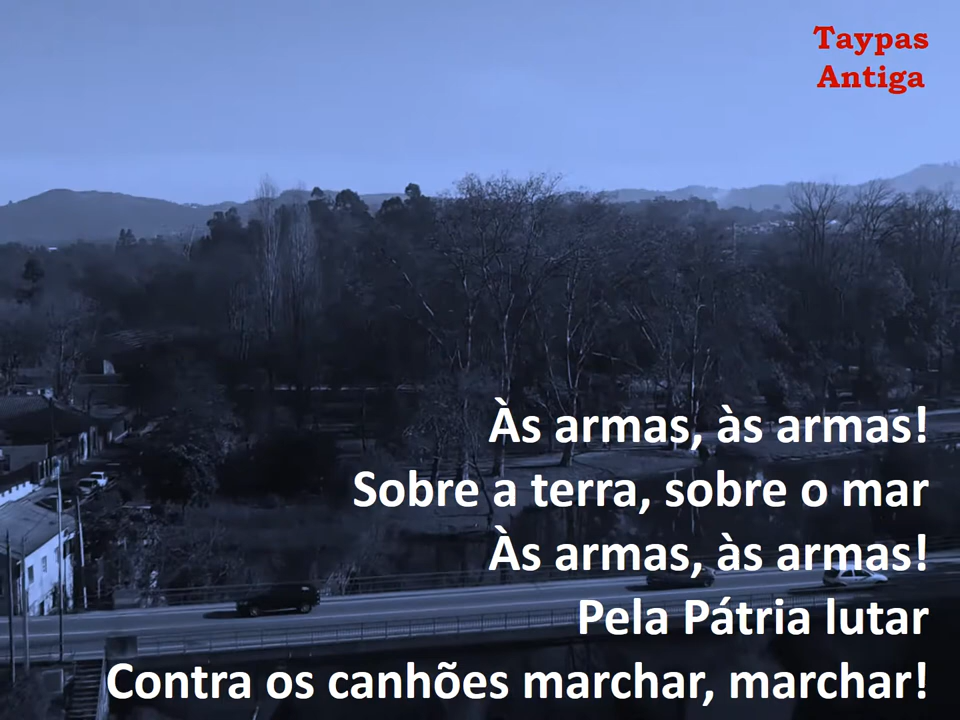 Taypas
Antiga
Às armas, às armas!
Sobre a terra, sobre o mar
Às armas, às armas!
Pela Pátria lutar
Contra os canhões marchar, marchar!